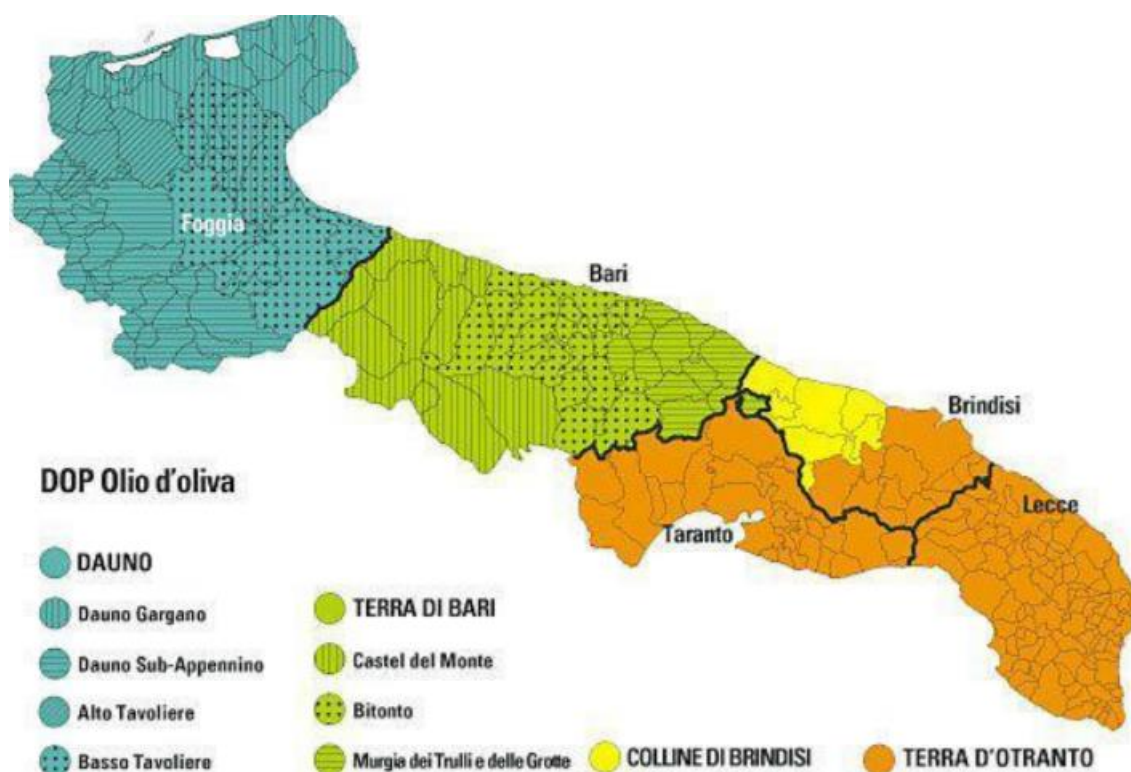 Foggia
Bari
Brindisi
Lecce
Taranto
DOP Olio d'oliva
DAUNO
Dauno Gargano
Dauno Sub-Appennino
Alto Tavoliere
Basso Tavoliere
TERRA DI BARI
Castel del Monte
Bitonto
Murgia dei Trulli e delle Grotte
COLLINE DI BRINDISI
TERRA D'OTRANTO